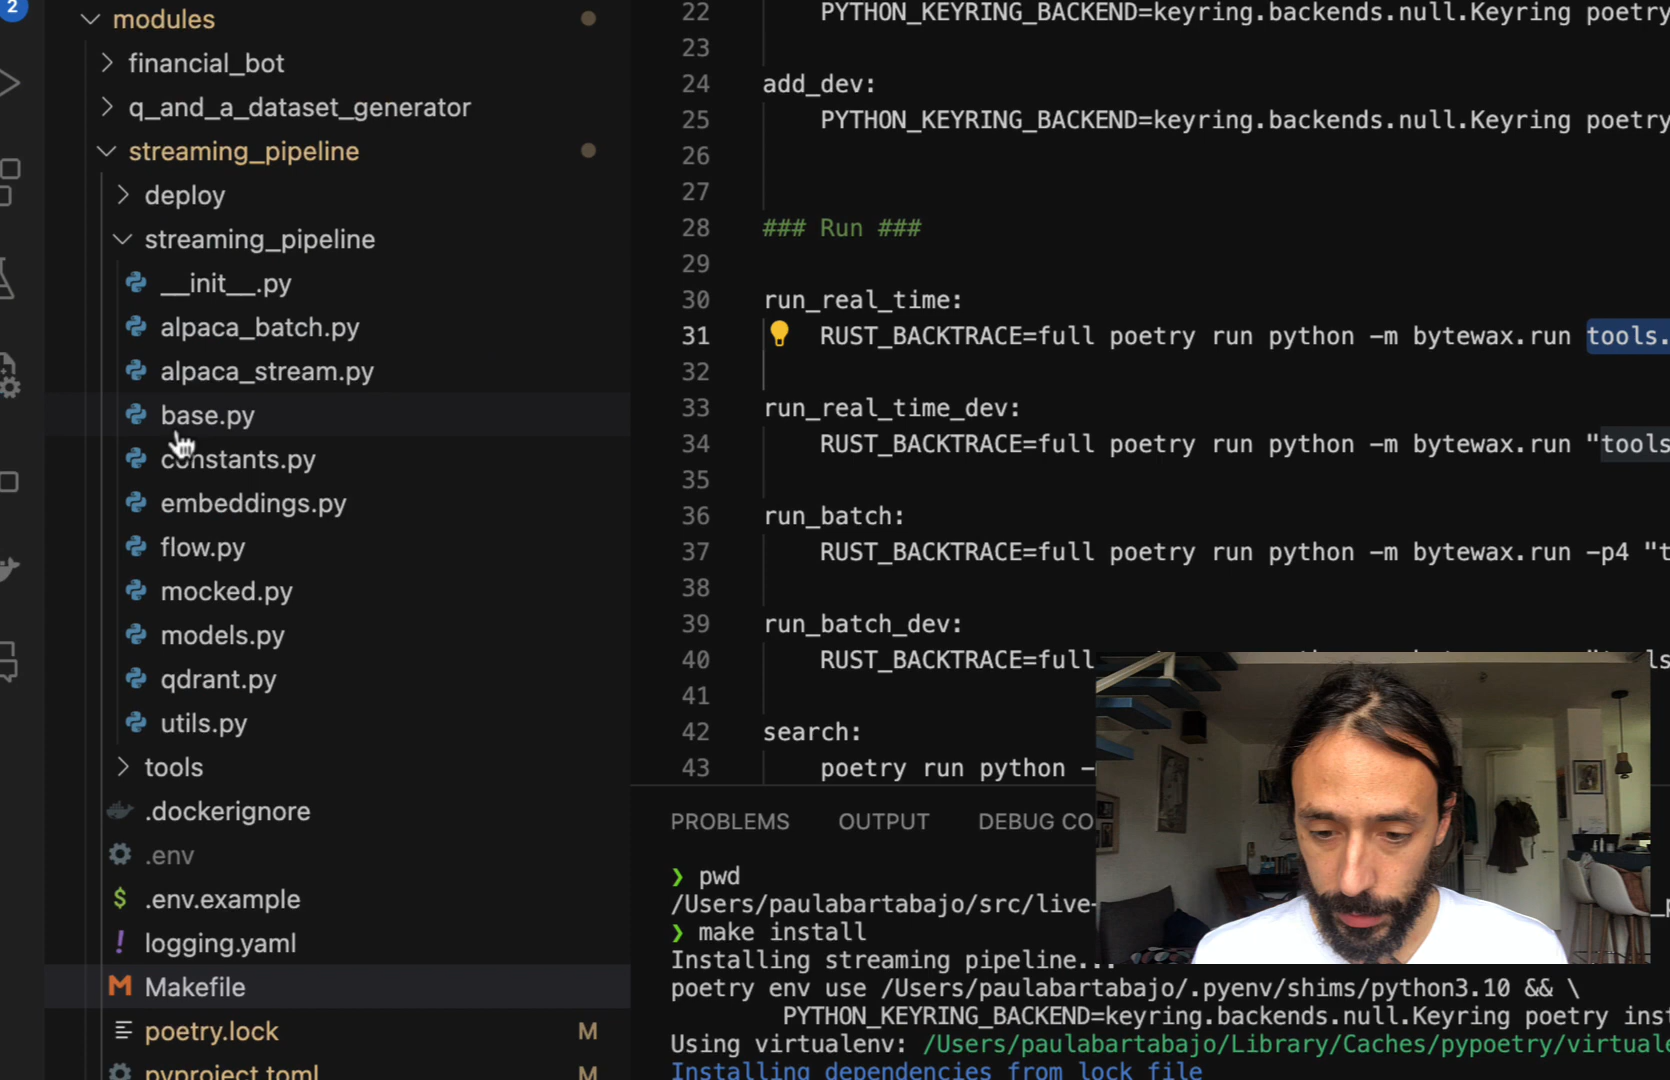 2
modules
financial_bot
q_and_a_dataset_generator
streaming_pipeline
deploy
streaming_pipeline
__init__.py
alpaca_batch.py
alpaca_stream.py
base.py
constants.py
embeddings.py
flow.py
mocked.py
models.py
qdrant.py
utils.py
tools
.dockerignore
.env
$ .env.example
! logging.yaml
M Makefile
poetry.lock M
pyproject.toml M
22 PYTHON_KEYRING_BACKEND=keyring.backends.null.Keyring poetry
23
24 add_dev:
25 PYTHON_KEYRING_BACKEND=keyring.backends.null.Keyring poetry
26
27
28 ### Run ###
29
30 run_real_time:
31 RUST_BACKTRACE=full poetry run python -m bytewax.run tools.
32
33 run_real_time_dev:
34 RUST_BACKTRACE=full poetry run python -m bytewax.run "tools
35
36 run_batch:
37 RUST_BACKTRACE=full poetry run python -m bytewax.run -p4 "t
38
39 run_batch_dev:
40 RUST_BACKTRACE=full
41
42 search:
43 poetry run python -
PROBLEMS OUTPUT DEBUG CO
❯ pwd
/Users/paulabartabajo/src/live-
❯ make install
Installing streaming pipeline...
poetry env use /Users/paulabartabajo/.pyenv/shims/python3.10 && \
PYTHON_KEYRING_BACKEND=keyring.backends.null.Keyring poetry inst
Using virtualenv: /Users/paulabartabajo/Library/Caches/pypoetry/virtuale
Installing dependencies from lock file